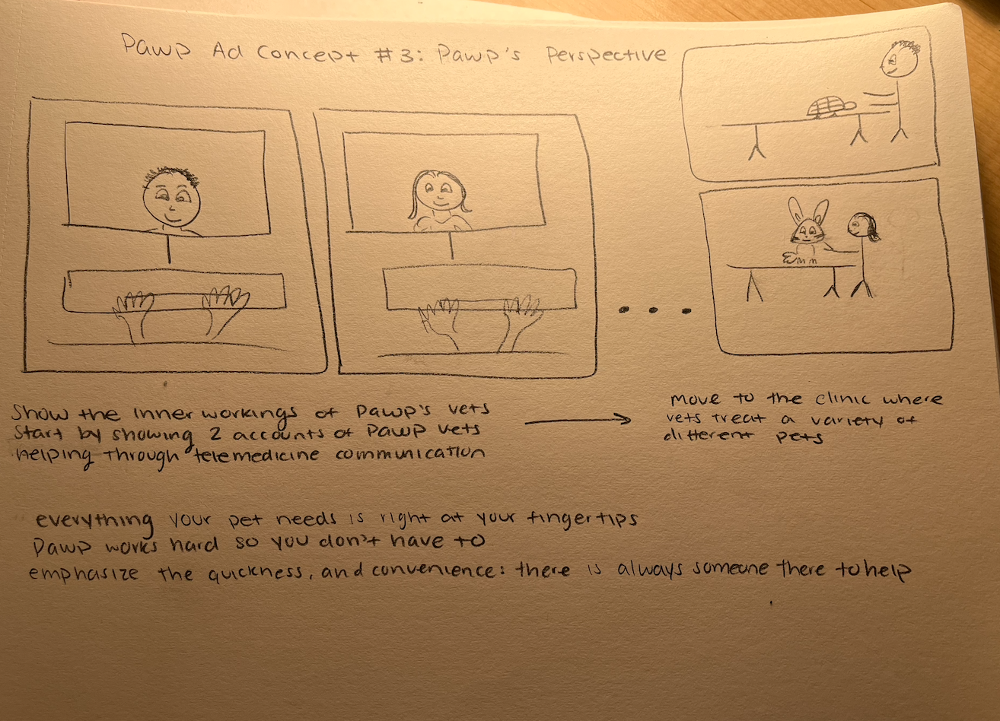 Pawp Ad Concept #3: Pawp's Perspective
Show the inner workings of Pawp's vets
Start by showing 2 accounts of Pawp vets
helping through telemedicine communication
move to the clinic where
vets treat a variety of
different pets
everything your pet needs is right at your fingertips
Pawp works hard so you don't have to
emphasize the quickness, and convenience: there is always someone there to help